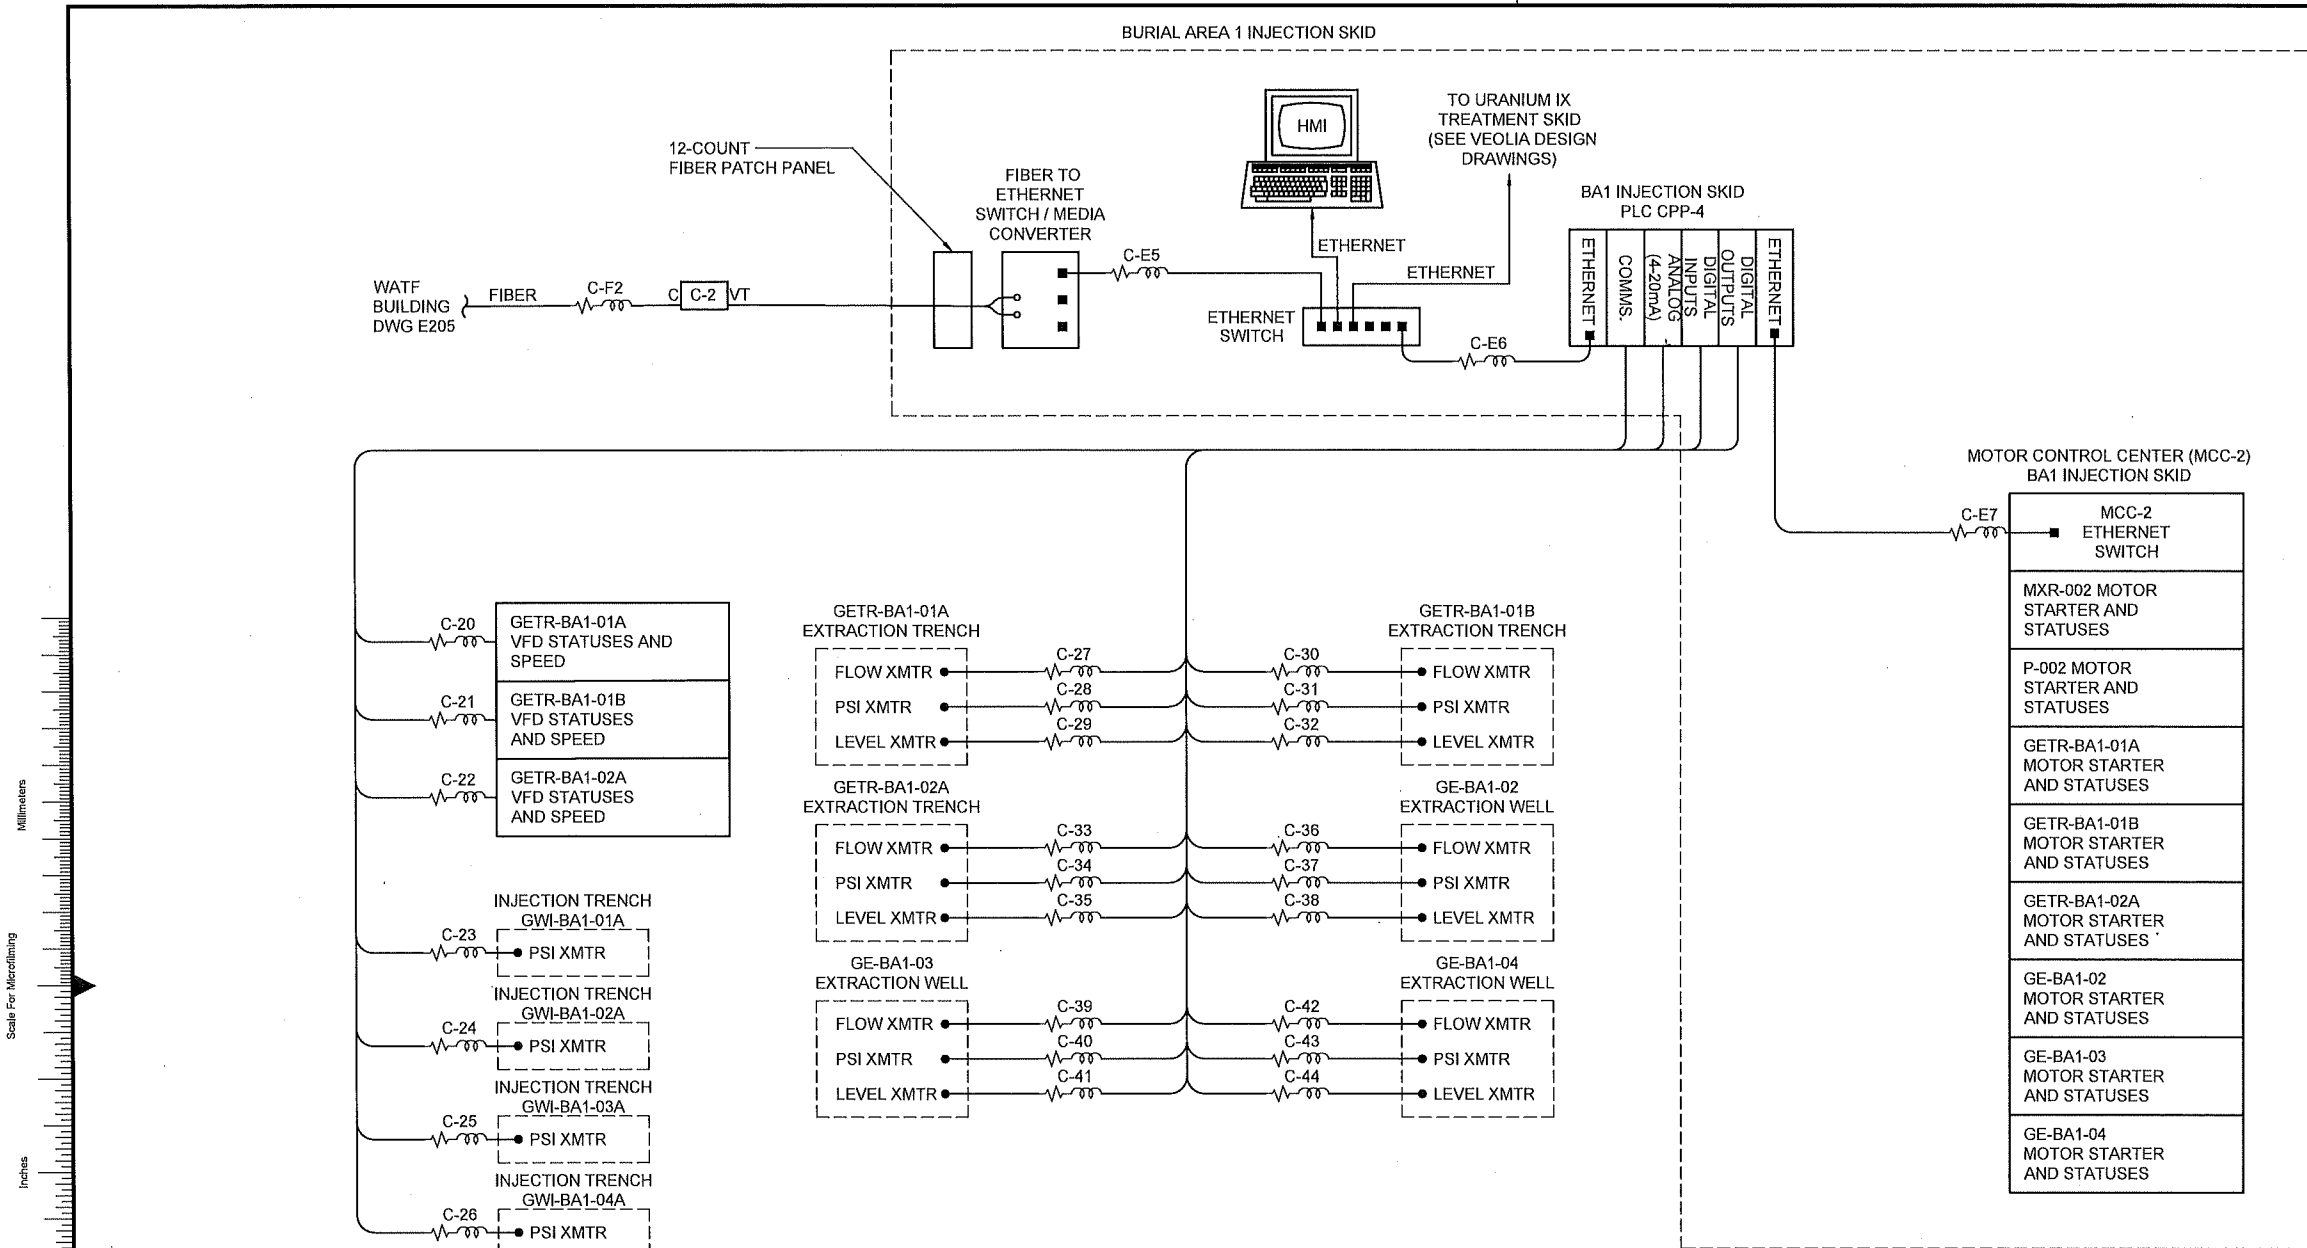 BURIAL AREA 1 INJECTION SKID
12-COUNT
FIBER PATCH PANEL
FIBER TO
ETHERNET
SWITCH / MEDIA
CONVERTER
HMI
TO URANIUM IX
TREATMENT SKID
(SEE VEOLIA DESIGN
DRAWINGS)
BA1 INJECTION SKID
PLC CPP-4
ETHERNET
COMMS.
ANALOG
(4-20mA)
DIGITAL
INPUTS
DIGITAL
OUTPUTS
ETHERNET
WATF
BUILDING
DWG E205
FIBER
C-F2
C
C-2
VT
C-E5
ETHERNET
ETHERNET
ETHERNET
SWITCH
C-E6
MOTOR CONTROL CENTER (MCC-2)
BA1 INJECTION SKID
C-E7
MCC-2
ETHERNET
SWITCH
MXR-002 MOTOR
STARTER AND
STATUSES
P-002 MOTOR
STARTER AND
STATUSES
GETR-BA1-01A
MOTOR STARTER
AND STATUSES
GETR-BA1-01B
MOTOR STARTER
AND STATUSES
GETR-BA1-02A
MOTOR STARTER
AND STATUSES
GE-BA1-02
MOTOR STARTER
AND STATUSES
GE-BA1-03
MOTOR STARTER
AND STATUSES
GE-BA1-04
MOTOR STARTER
AND STATUSES
C-20
GETR-BA1-01A
VFD STATUSES AND
SPEED
C-21
GETR-BA1-01B
VFD STATUSES
AND SPEED
C-22
GETR-BA1-02A
VFD STATUSES
AND SPEED
INJECTION TRENCH
GWI-BA1-01A
C-23
PSI XMTR
INJECTION TRENCH
GWI-BA1-02A
C-24
PSI XMTR
INJECTION TRENCH
GWI-BA1-03A
C-25
PSI XMTR
INJECTION TRENCH
GWI-BA1-04A
C-26
PSI XMTR
GETR-BA1-01A
EXTRACTION TRENCH
FLOW XMTR
C-27
PSI XMTR
C-28
LEVEL XMTR
C-29
GETR-BA1-01B
EXTRACTION TRENCH
C-30
FLOW XMTR
C-31
PSI XMTR
C-32
LEVEL XMTR
GETR-BA1-02A
EXTRACTION TRENCH
FLOW XMTR
C-33
PSI XMTR
C-34
LEVEL XMTR
C-35
GE-BA1-02
EXTRACTION WELL
C-36
FLOW XMTR
C-37
PSI XMTR
C-38
LEVEL XMTR
GE-BA1-03
EXTRACTION WELL
FLOW XMTR
C-39
PSI XMTR
C-40
LEVEL XMTR
C-41
GE-BA1-04
EXTRACTION WELL
C-42
FLOW XMTR
C-43
PSI XMTR
C-44
LEVEL XMTR
Millimeters
Scale For Microfilming
Inches